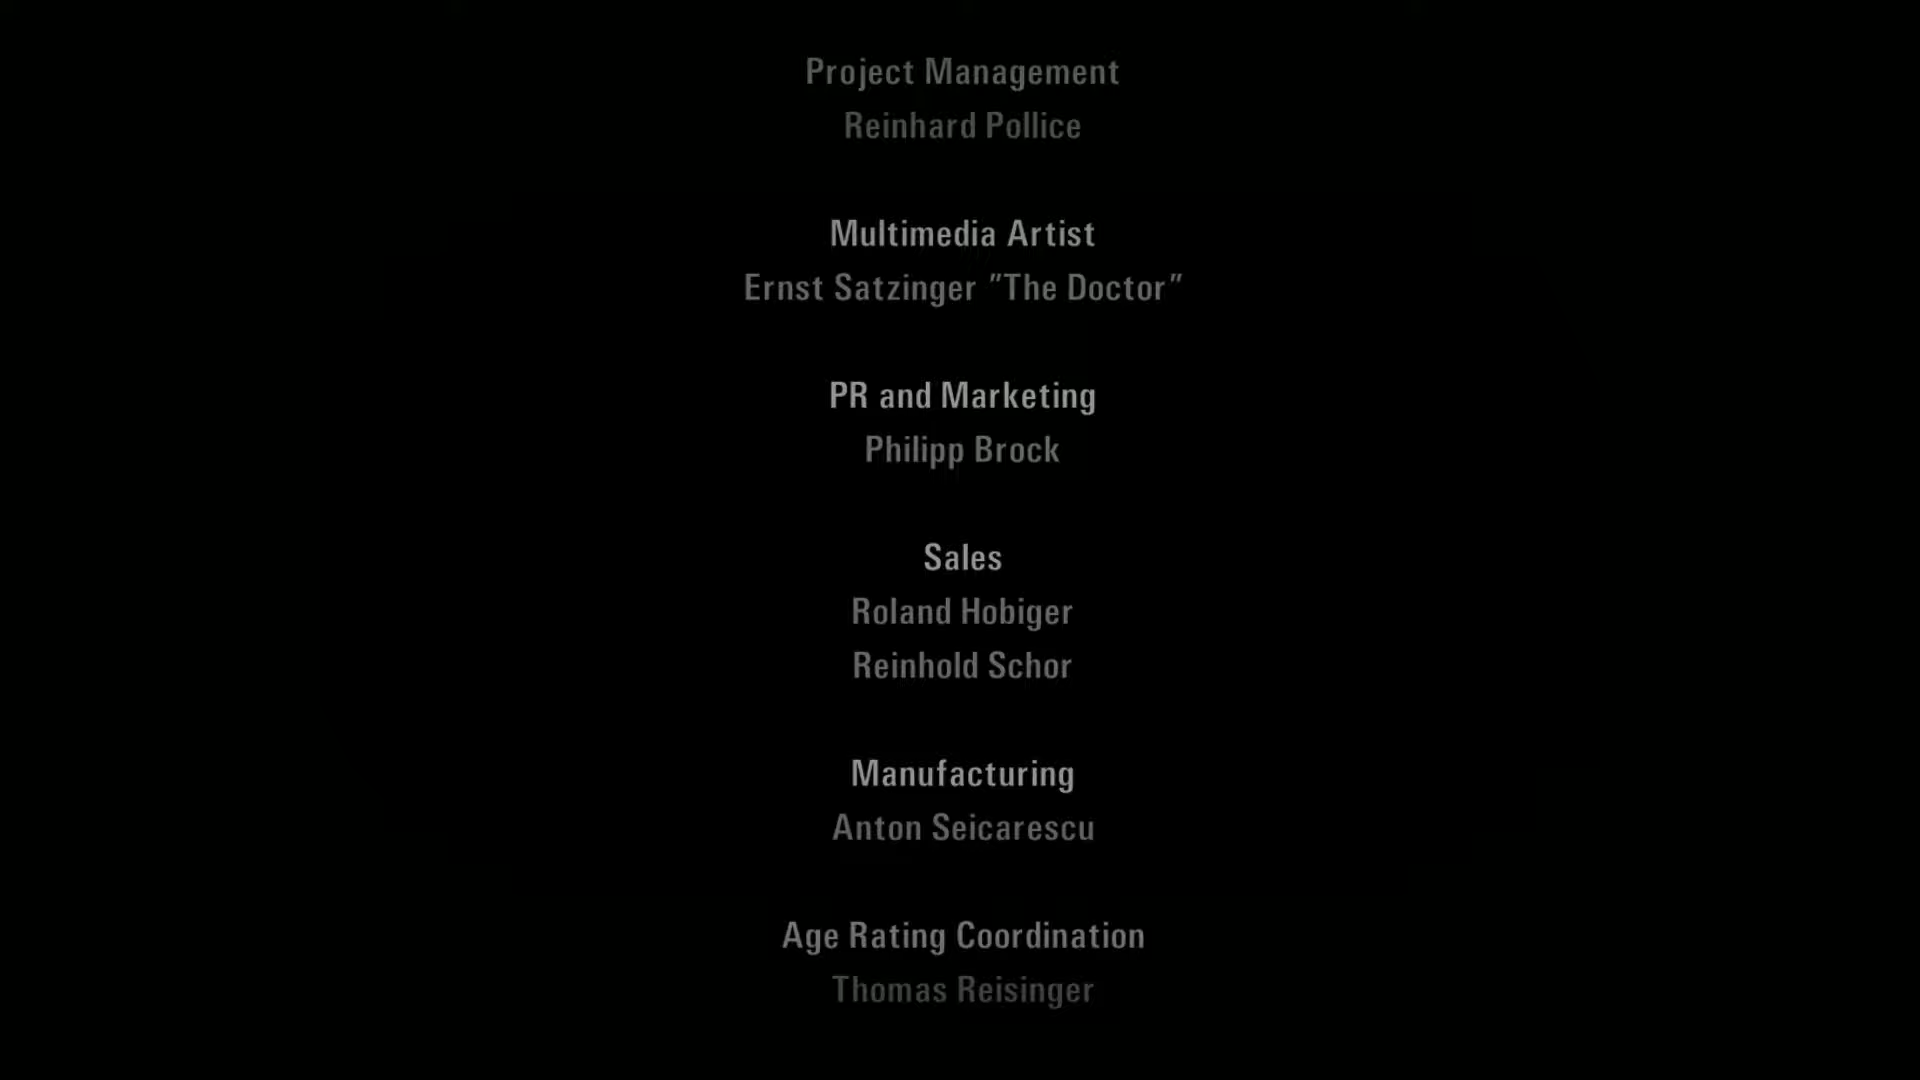 Project Management
Reinhard Pollice
Multimedia Artist
Ernst Satzinger "The Doctor"
PR and Marketing
Philipp Brock
Sales
Roland Hobiger
Reinhold Schor
Manufacturing
Anton Seicarescu
Age Rating Coordination
Thomas Reisinger